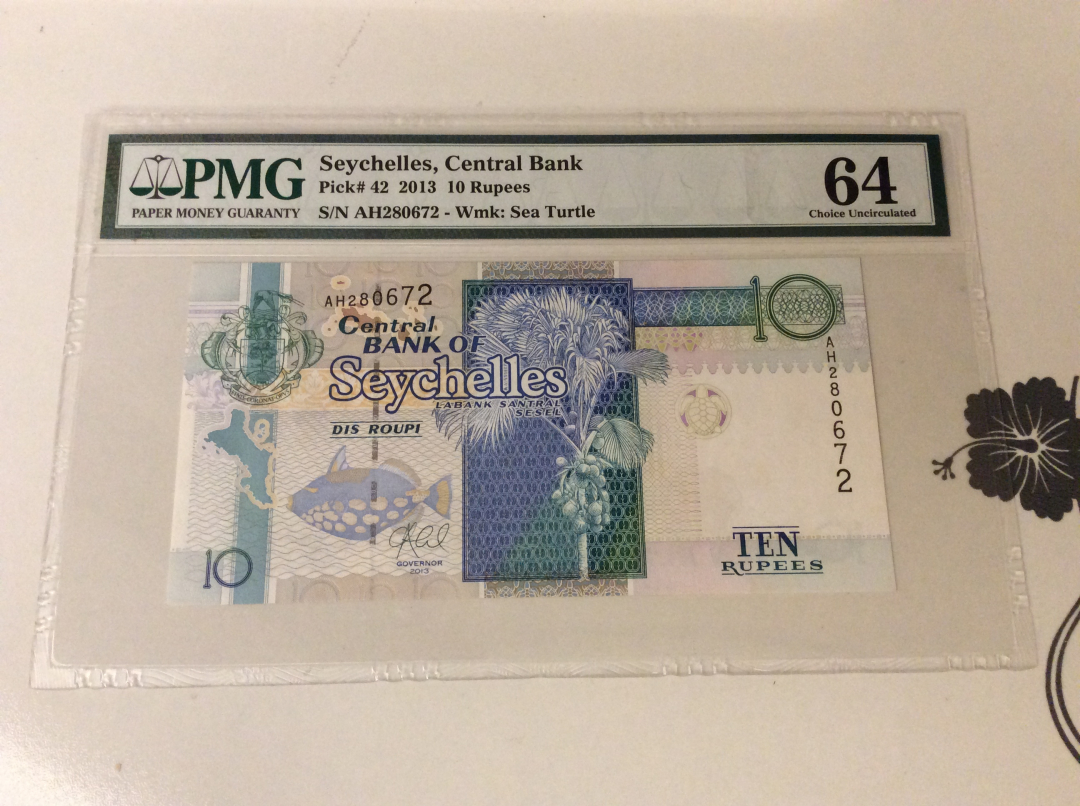 PMG
PAPER MONEY GUARANTY
Seychelles, Central Bank
Pick# 42 2013 10 Rupees
S/N AH280672 - Wmk: Sea Turtle
64
Choice Uncirculated
AH280672
10
Central
BANK OF
Seychelles
LABANK SANTRAL
SESEL
DIS ROUPI
AH280672
10
GOVERNOR
2013
TEN
RUPEES